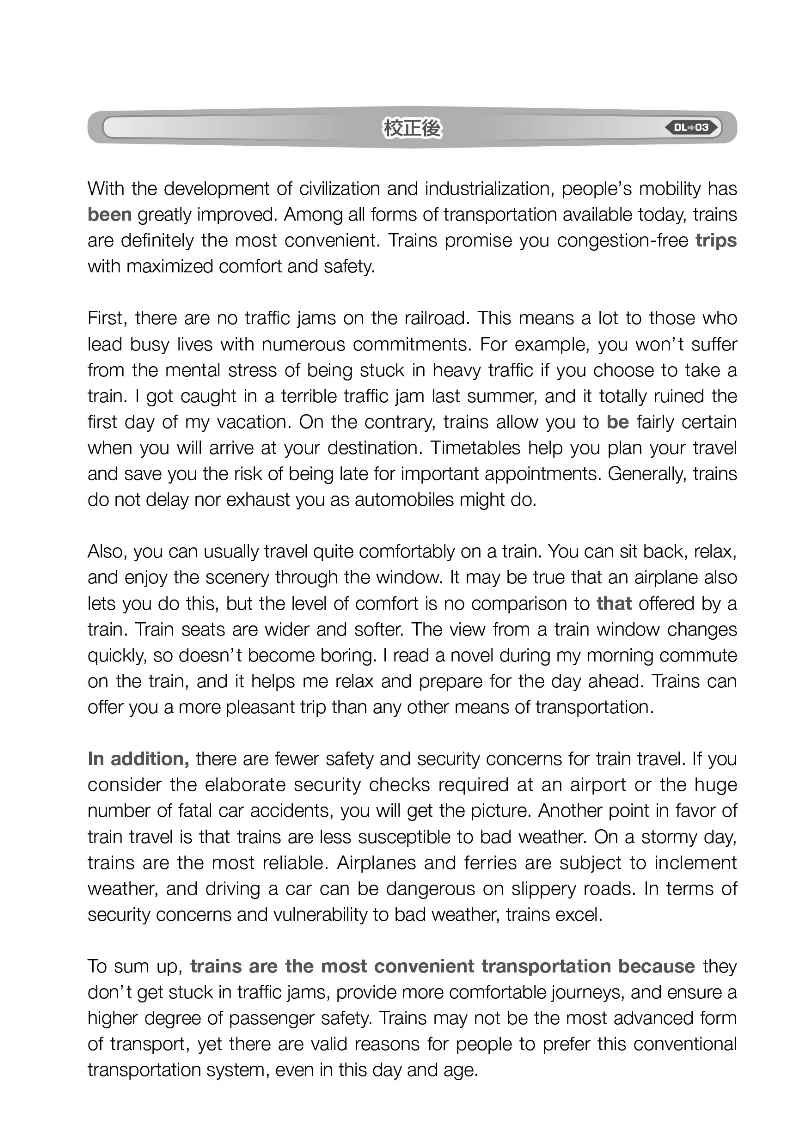 校正後
DL➔03
With the development of civilization and industrialization, people's mobility has
been greatly improved. Among all forms of transportation available today, trains
are definitely the most convenient. Trains promise you congestion-free trips
with maximized comfort and safety.
First, there are no traffic jams on the railroad. This means a lot to those who
lead busy lives with numerous commitments. For example, you won't suffer
from the mental stress of being stuck in heavy traffic if you choose to take a
train. I got caught in a terrible traffic jam last summer, and it totally ruined the
first day of my vacation. On the contrary, trains allow you to be fairly certain
when you will arrive at your destination. Timetables help you plan your travel
and save you the risk of being late for important appointments. Generally, trains
do not delay nor exhaust you as automobiles might do.
Also, you can usually travel quite comfortably on a train. You can sit back, relax,
and enjoy the scenery through the window. It may be true that an airplane also
lets you do this, but the level of comfort is no comparison to that offered by a
train. Train seats are wider and softer. The view from a train window changes
quickly, so doesn't become boring. I read a novel during my morning commute
on the train, and it helps me relax and prepare for the day ahead. Trains can
offer you a more pleasant trip than any other means of transportation.
In addition, there are fewer safety and security concerns for train travel. If you
consider the elaborate security checks required at an airport or the huge
number of fatal car accidents, you will get the picture. Another point in favor of
train travel is that trains are less susceptible to bad weather. On a stormy day,
trains are the most reliable. Airplanes and ferries are subject to inclement
weather, and driving a car can be dangerous on slippery roads. In terms of
security concerns and vulnerability to bad weather, trains excel.
To sum up, trains are the most convenient transportation because they
don't get stuck in traffic jams, provide more comfortable journeys, and ensure a
higher degree of passenger safety. Trains may not be the most advanced form
of transport, yet there are valid reasons for people to prefer this conventional
transportation system, even in this day and age.